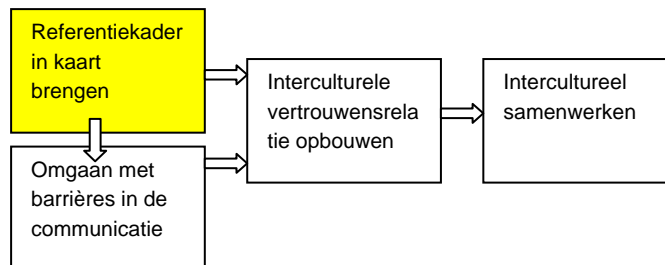 Referentiekader
in kaart
brengen
Interculturele
vertrouwensrela
tie opbouwen
Intercultureel
samenwerken
Omgaan met
barrières in de
communicatie